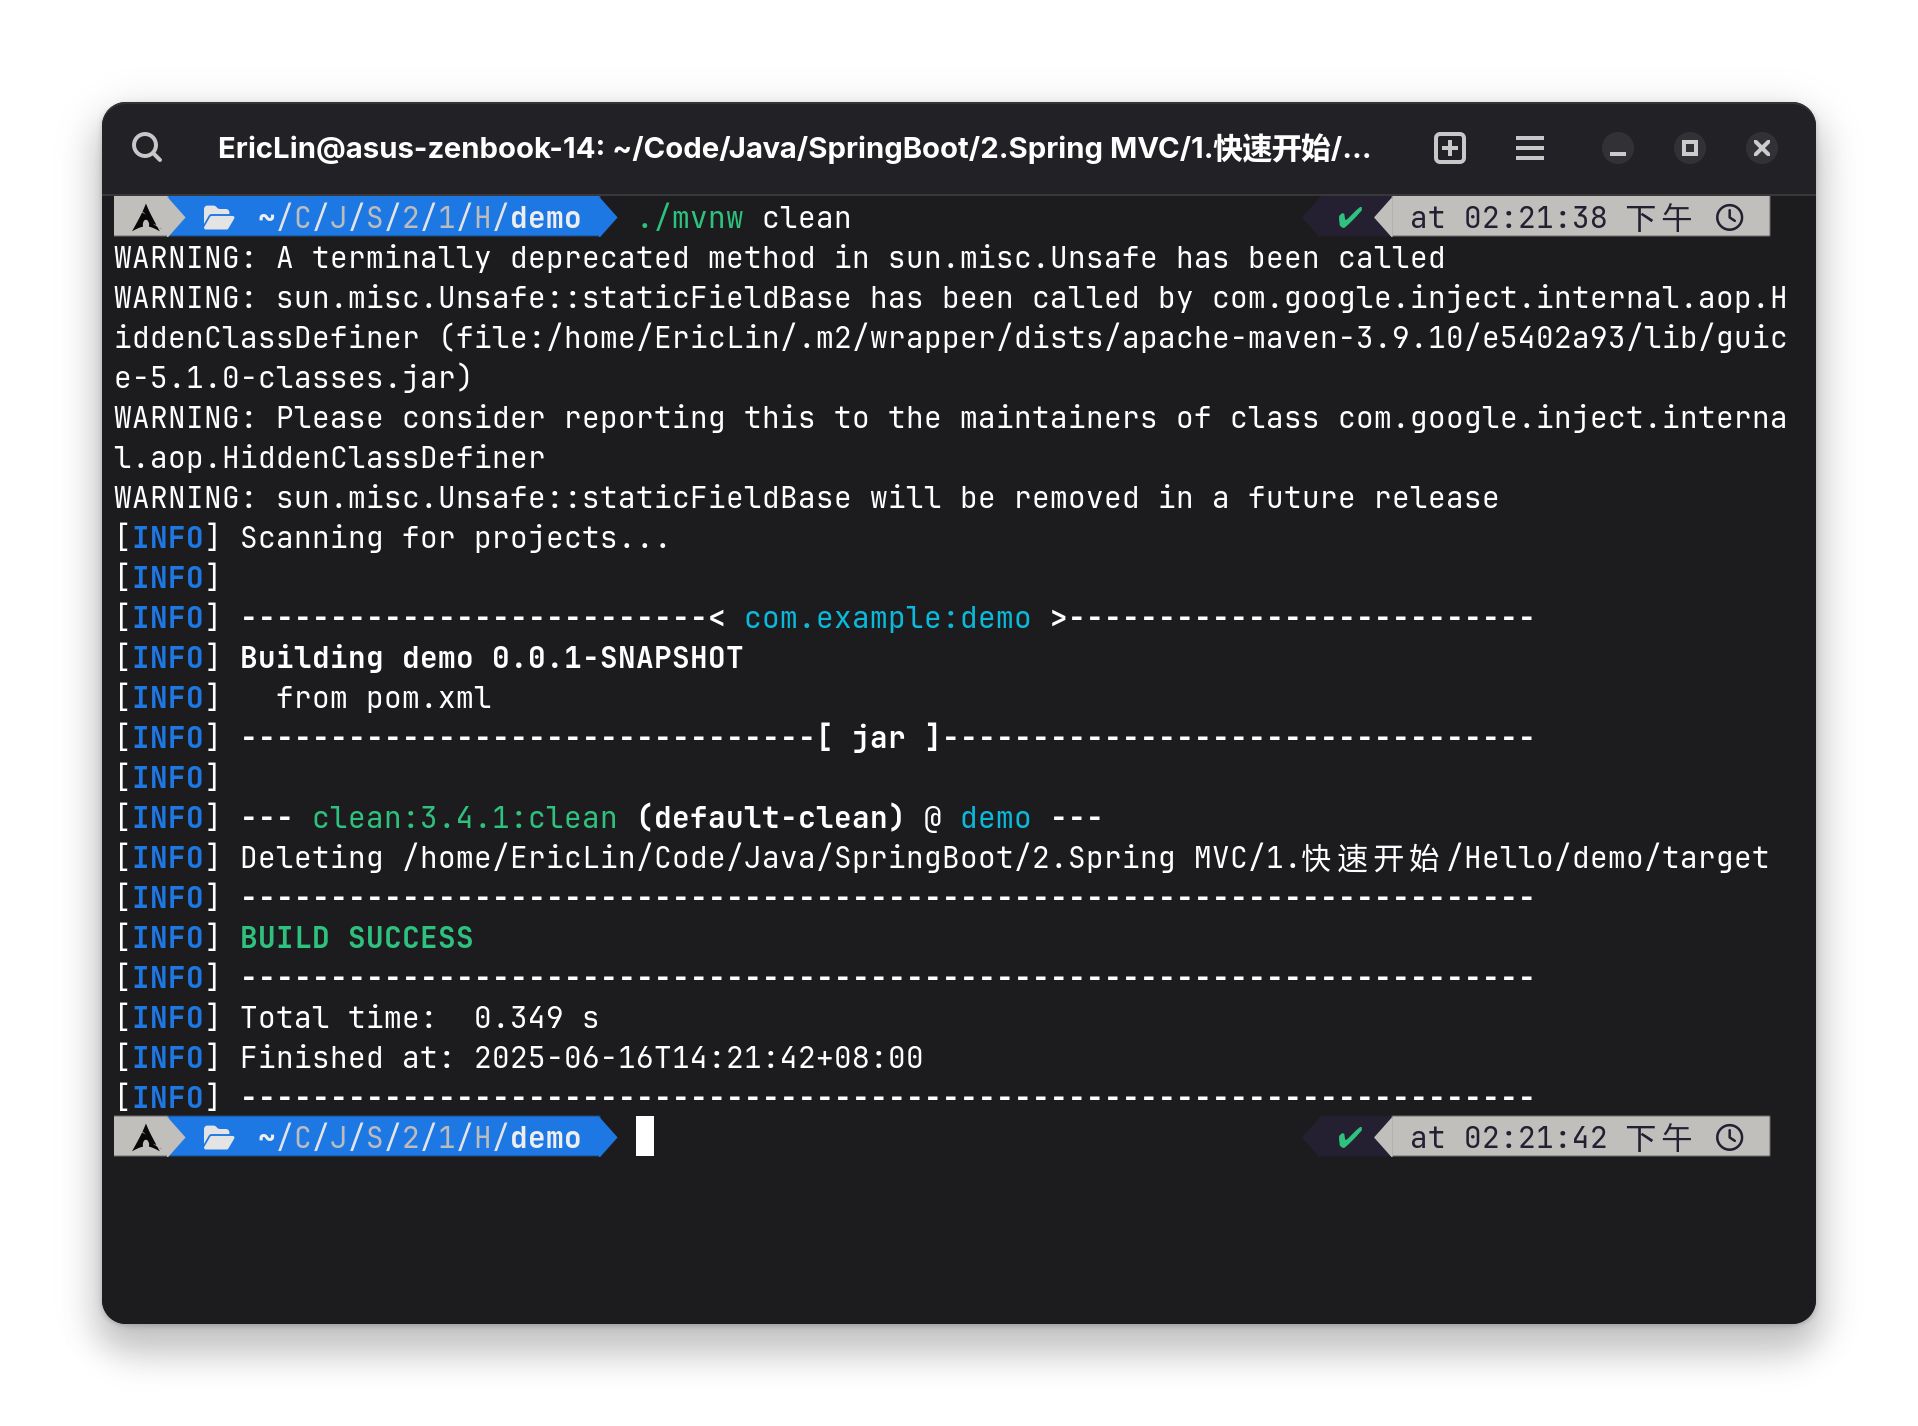 EricLin@asus-zenbook-14: ~/Code/Java/SpringBoot/2.Spring MVC/1.快速开始/...
~/C/J/S/2/1/H/demo ./mvnw clean ✔ at 02:21:38 下午
WARNING: A terminally deprecated method in sun.misc.Unsafe has been called
WARNING: sun.misc.Unsafe::staticFieldBase has been called by com.google.inject.internal.aop.H
iddenClassDefiner (file:/home/EricLin/.m2/wrapper/dists/apache-maven-3.9.10/e5402a93/lib/guic
e-5.1.0-classes.jar)
WARNING: Please consider reporting this to the maintainers of class com.google.inject.interna
l.aop.HiddenClassDefiner
WARNING: sun.misc.Unsafe::staticFieldBase will be removed in a future release
[INFO] Scanning for projects...
[INFO]
[INFO] --------------------------< com.example:demo >--------------------------
[INFO] Building demo 0.0.1-SNAPSHOT
[INFO]   from pom.xml
[INFO] --------------------------------[ jar ]---------------------------------
[INFO]
[INFO] --- clean:3.4.1:clean (default-clean) @ demo ---
[INFO] Deleting /home/EricLin/Code/Java/SpringBoot/2.Spring MVC/1.快速开始/Hello/demo/target
[INFO] ------------------------------------------------------------------------
[INFO] BUILD SUCCESS
[INFO] ------------------------------------------------------------------------
[INFO] Total time:  0.349 s
[INFO] Finished at: 2025-06-16T14:21:42+08:00
[INFO] ------------------------------------------------------------------------
~/C/J/S/2/1/H/demo ✔ at 02:21:42 下午